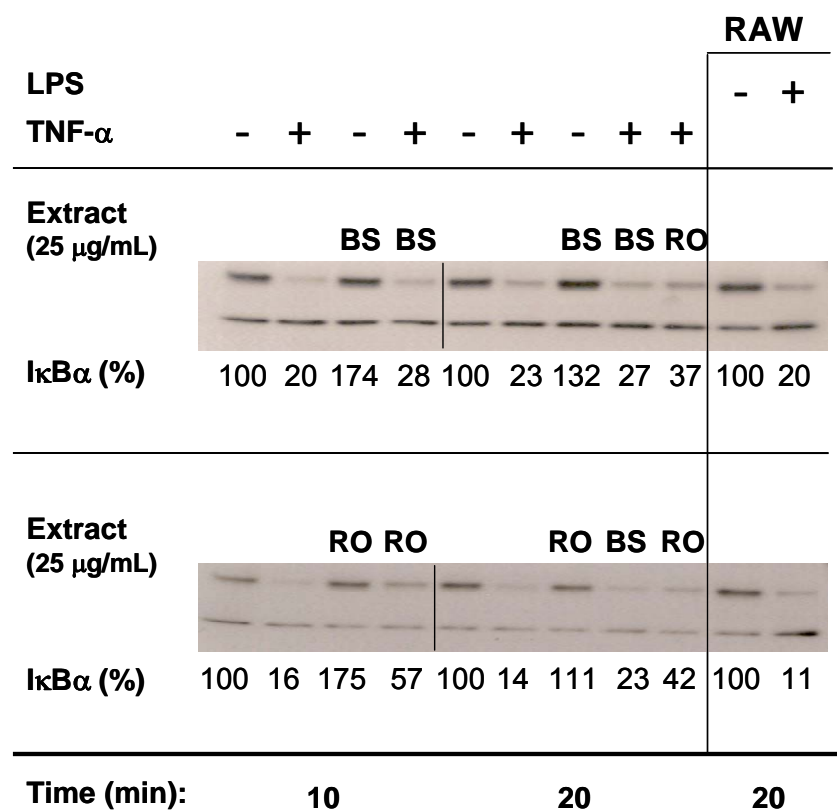 RAW
LPS - +
TNF-α - + - + - + - + +
Extract
(25 µg/mL) BS BS BS BS RO
IκBα (%) 100 20 174 28 100 23 132 27 37 100 20
Extract
(25 µg/mL) RO RO RO BS RO
IκBα (%) 100 16 175 57 100 14 111 23 42 100 11
Time (min): 10 20 20